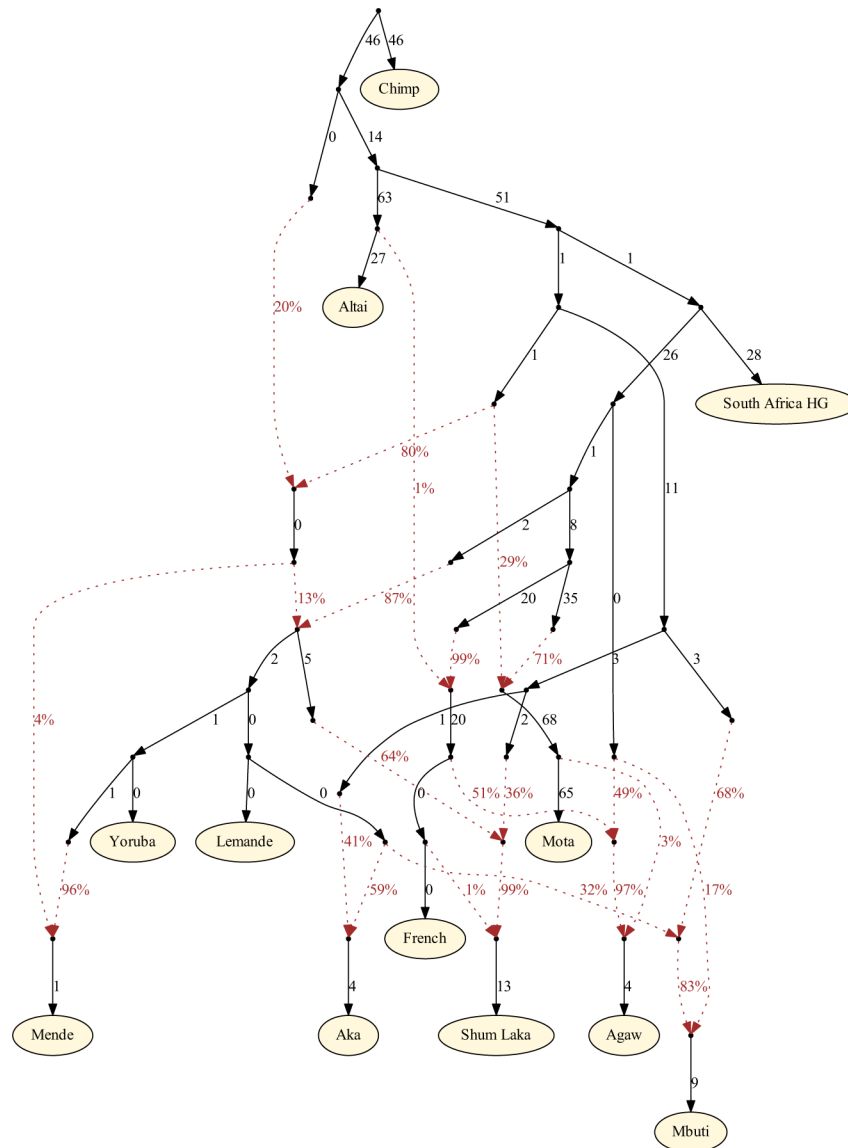 46 46
Chimp
0 14
63 51
27 1 1
Altai
20%
1 26 28
South Africa HG
80% 1% 1 11
0 2 8
29%
13% 87% 20 35 0
2 5 99% 71% 3 3
4%
1 0 1 20 2 68
64%
1 0 0 0 0 51% 36% 65 49% 68%
Yoruba Lemande Mota
41% 3%
96% 59% 0 1% 99% 32% 97% 17%
French
1 4 13 4 83%
Mende Aka Shum Laka Agaw
9
Mbuti